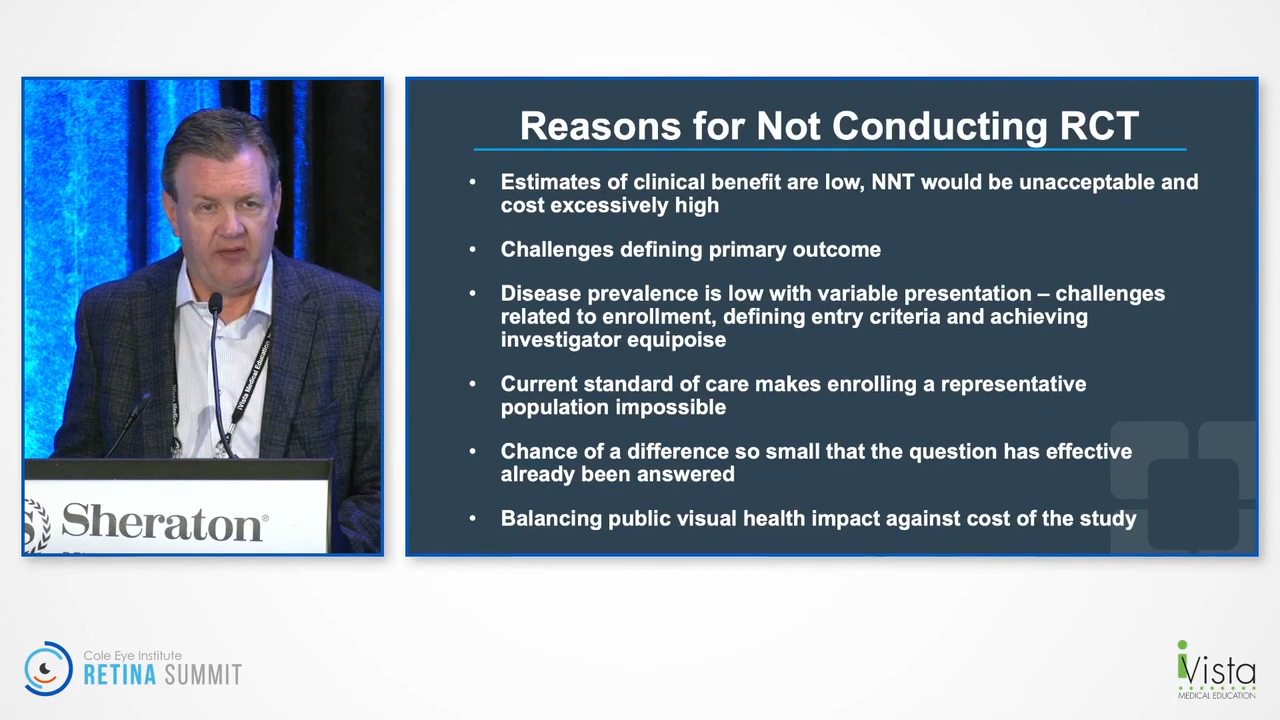 Reasons for Not Conducting RCT
• Estimates of clinical benefit are low, NNT would be unacceptable and
cost excessively high
• Challenges defining primary outcome
• Disease prevalence is low with variable presentation – challenges
related to enrollment, defining entry criteria and achieving
investigator equipoise
• Current standard of care makes enrolling a representative
population impossible
• Chance of a difference so small that the question has effective
already been answered
• Balancing public visual health impact against cost of the study
iVista Medical Education
Sheraton®
Cole Eye Institute
RETINA SUMMIT
iVista
MEDICAL EDUCATION